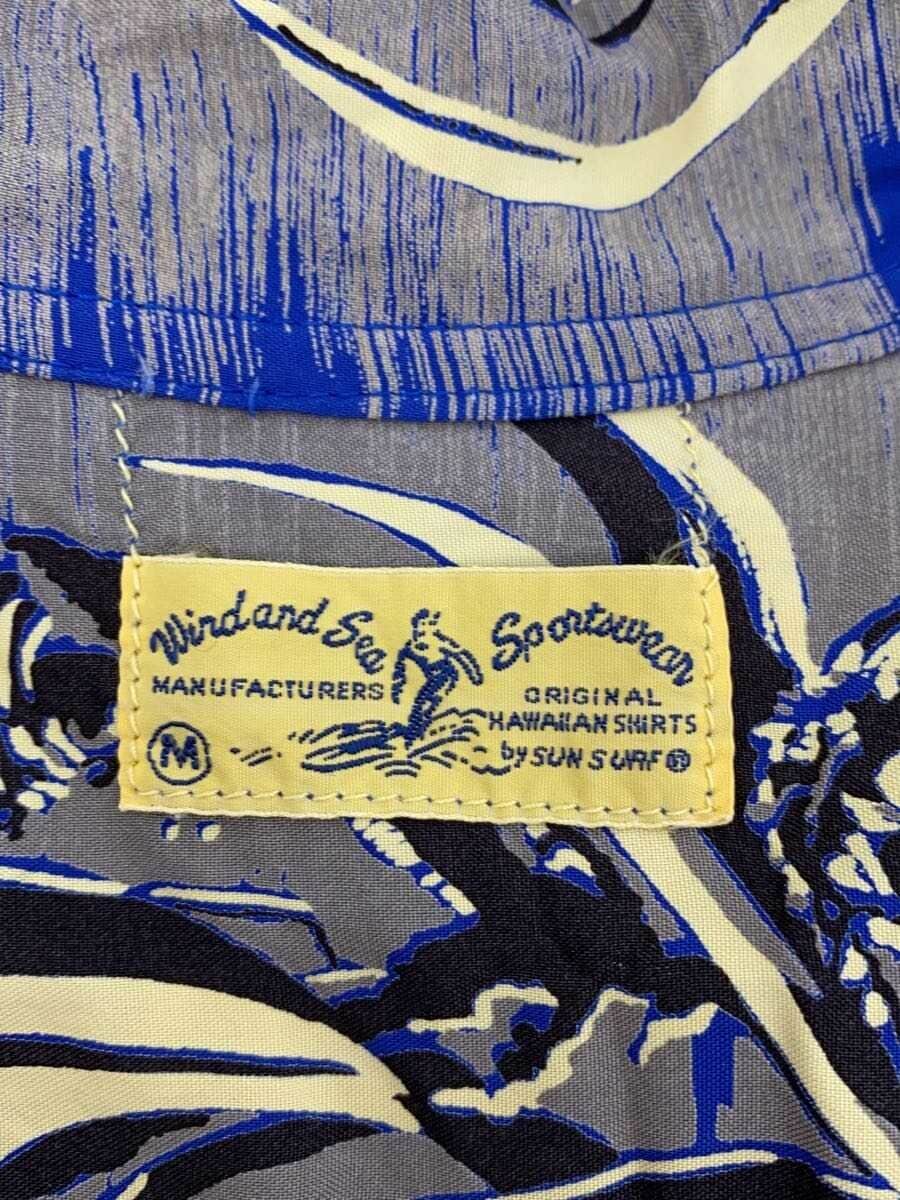 Wind and Sea Sportswear
MANUFACTURERS
ORIGINAL
HAWAIIAN SHIRTS
by SUN SURF ®
M